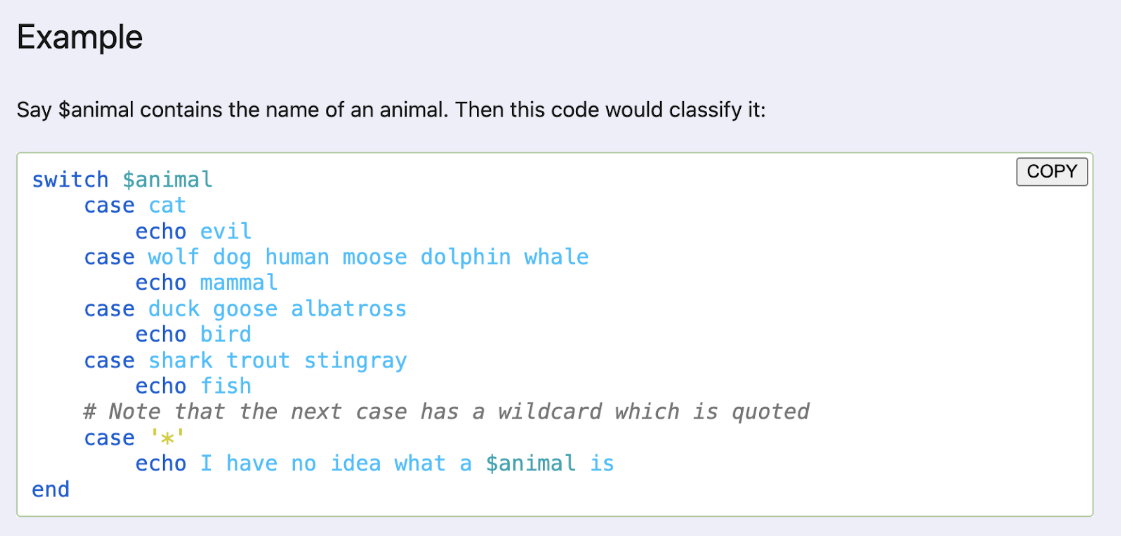 Example
Say $animal contains the name of an animal. Then this code would classify it:
COPY
switch $animal
    case cat
        echo evil
    case wolf dog human moose dolphin whale
        echo mammal
    case duck goose albatross
        echo bird
    case shark trout stingray
        echo fish
    # Note that the next case has a wildcard which is quoted
    case '*'
        echo I have no idea what a $animal is
end